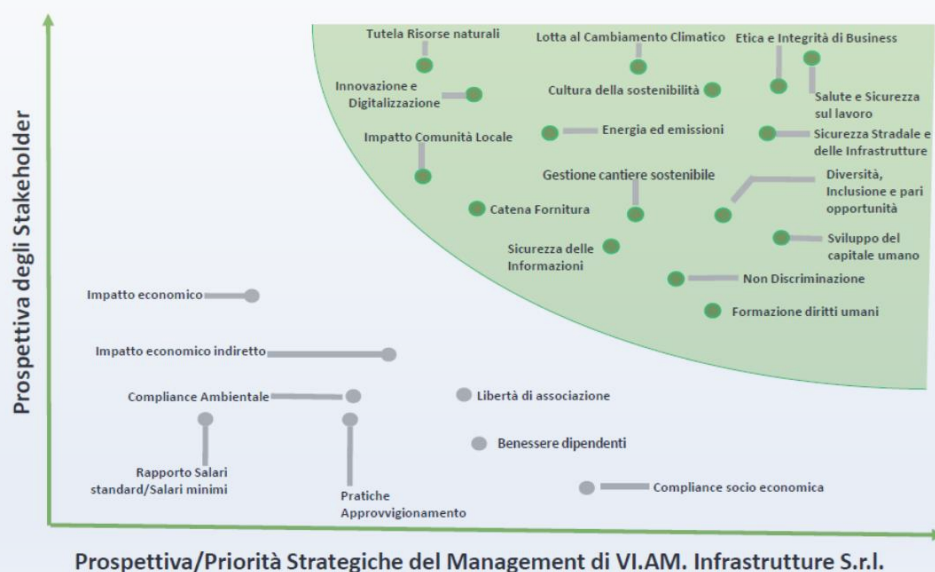 Prospettiva degli Stakeholder
Tutela Risorse naturali
Lotta al Cambiamento Climatico
Etica e Integrità di Business
Innovazione e
Digitalizzazione
Cultura della sostenibilità
Salute e Sicurezza
sul lavoro
Impatto Comunità Locale
Energia ed emissioni
Sicurezza Stradale e
delle Infrastrutture
Gestione cantiere sostenibile
Diversità,
Inclusione e pari
opportunità
Catena Fornitura
Sicurezza delle
Informazioni
Sviluppo del
capitale umano
Non Discriminazione
Impatto economico
Formazione diritti umani
Impatto economico indiretto
Compliance Ambientale
Libertà di associazione
Benessere dipendenti
Rapporto Salari
standard/Salari minimi
Pratiche
Approvvigionamento
Compliance socio economica
Prospettiva/Priorità Strategiche del Management di VI.AM. Infrastrutture S.r.l.